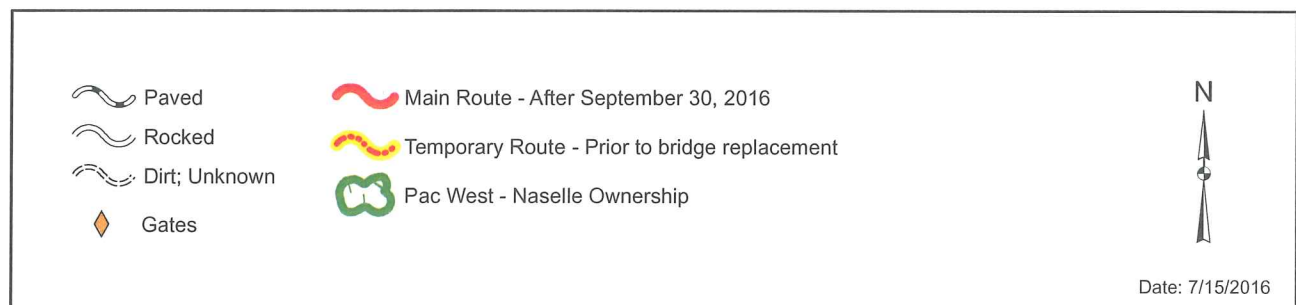 Paved
Rocked
Dirt; Unknown
Gates
Main Route - After September 30, 2016
Temporary Route - Prior to bridge replacement
Pac West - Naselle Ownership
N
Date: 7/15/2016